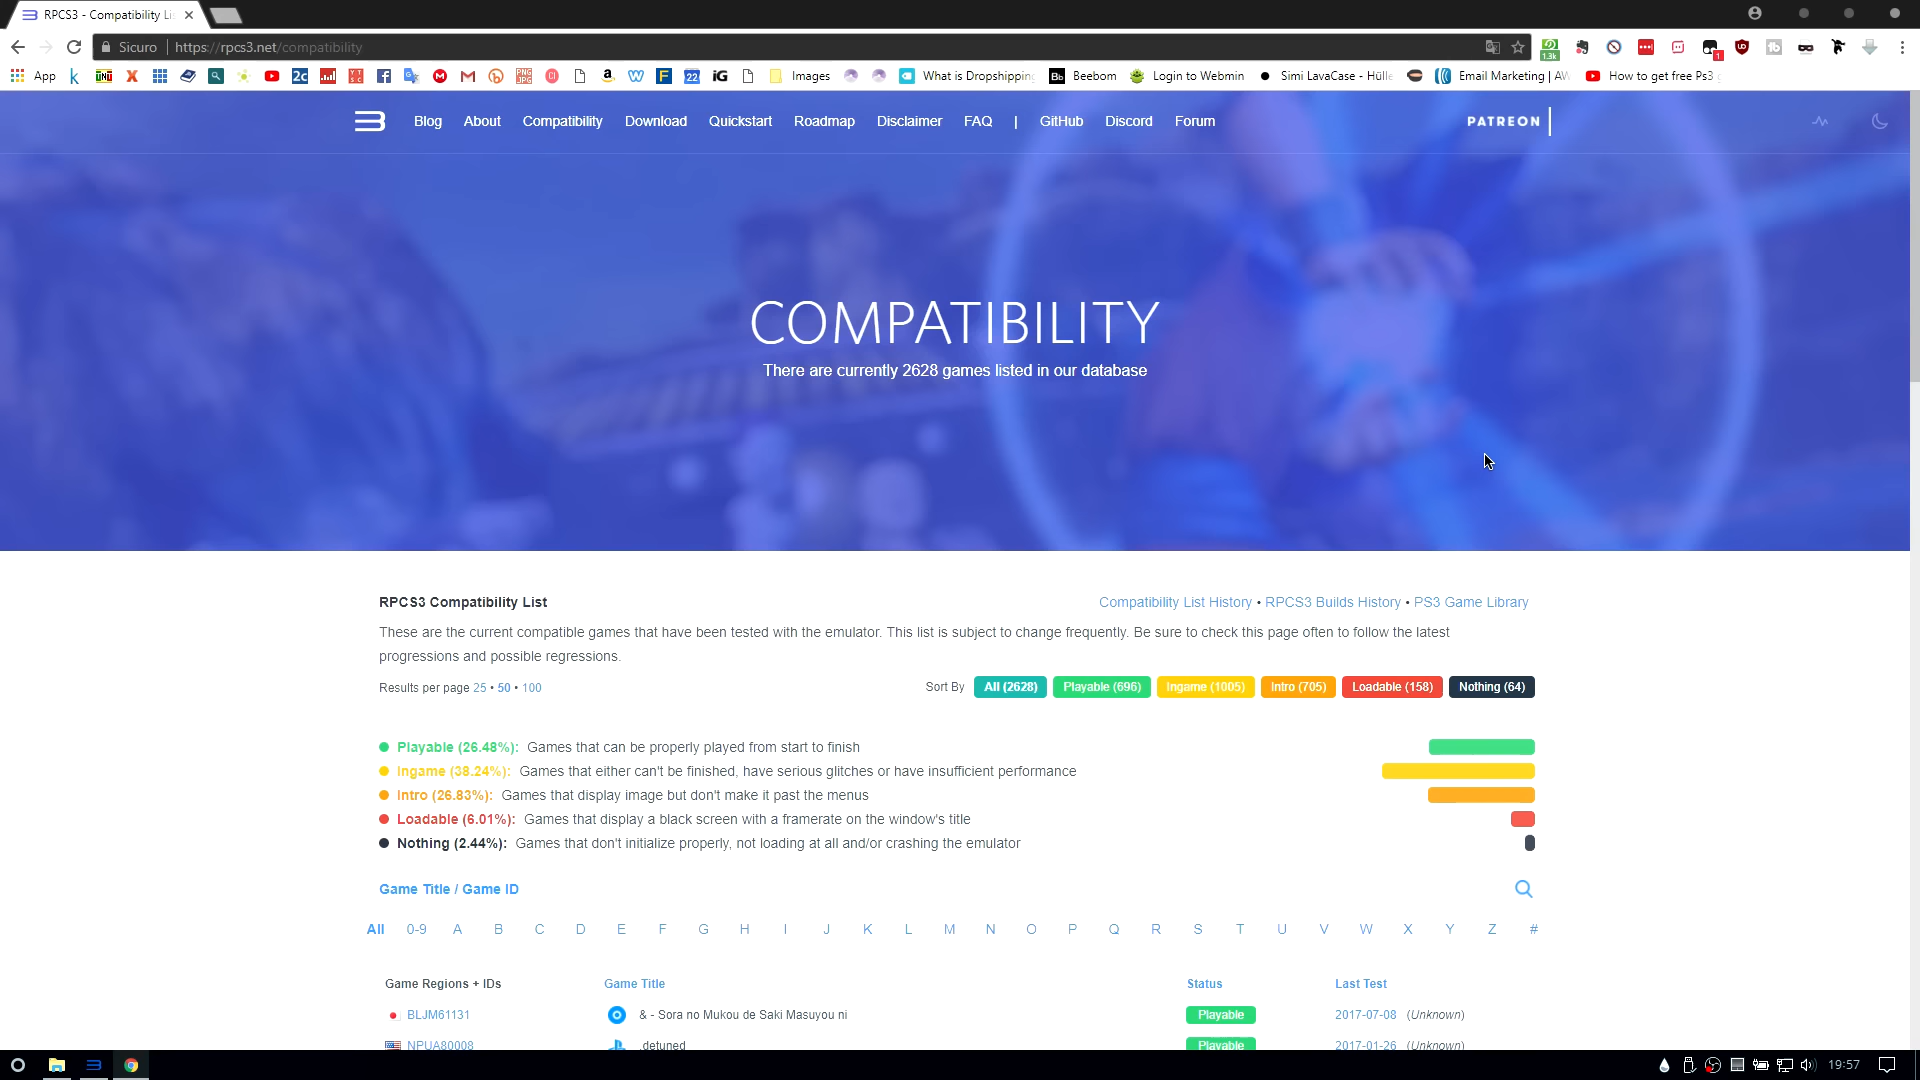 RPCS3 - Compatibility Li
Sicuro | https://rpcs3.net/compatibility
1.3k
1
App
Images
What is Dropshipping
Beebom
Login to Webmin
Simi LavaCase - Hülle
Email Marketing | AW
How to get free Ps3
Blog
About
Compatibility
Download
Quickstart
Roadmap
Disclaimer
FAQ
|
GitHub
Discord
Forum
PATREON
COMPATIBILITY
There are currently 2628 games listed in our database
RPCS3 Compatibility List
Compatibility List History • RPCS3 Builds History • PS3 Game Library
These are the current compatible games that have been tested with the emulator. This list is subject to change frequently. Be sure to check this page often to follow the latest
progressions and possible regressions.
Results per page 25 • 50 • 100
Sort By All (2628) Playable (696) Ingame (1005) Intro (705) Loadable (158) Nothing (64)
Playable (26.48%): Games that can be properly played from start to finish
Ingame (38.24%): Games that either can't be finished, have serious glitches or have insufficient performance
Intro (26.83%): Games that display image but don't make it past the menus
Loadable (6.01%): Games that display a black screen with a framerate on the window's title
Nothing (2.44%): Games that don't initialize properly, not loading at all and/or crashing the emulator
Game Title / Game ID
All 0-9 A B C D E F G H I J K L M N O P Q R S T U V W X Y Z #
Game Regions + IDs Game Title Status Last Test
BLJM61131 & - Sora no Mukou de Saki Masuyou ni Playable 2017-07-08 (Unknown)
NPUA80008 .detuned Playable 2017-01-26 (Unknown)
19:57